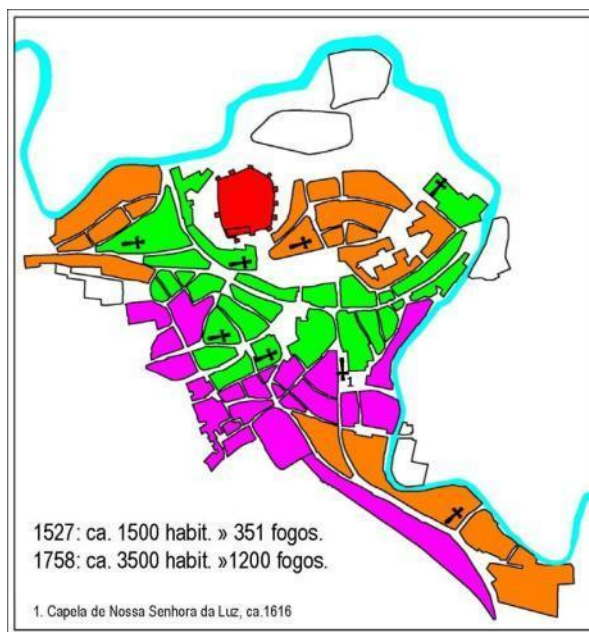 1
1527: ca. 1500 habit. » 351 fogos.
1758: ca. 3500 habit. »1200 fogos.
1. Capela de Nossa Senhora da Luz, ca.1616